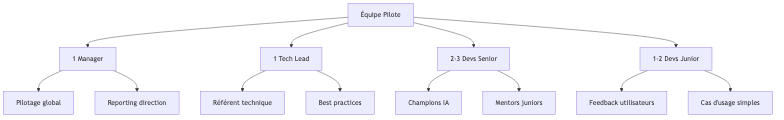 Équipe Pilote
1 Manager
1 Tech Lead
2-3 Devs Senior
1-2 Devs Junior
Pilotage global
Reporting direction
Référent technique
Best practices
Champions IA
Mentors juniors
Feedback utilisateurs
Cas d'usage simples